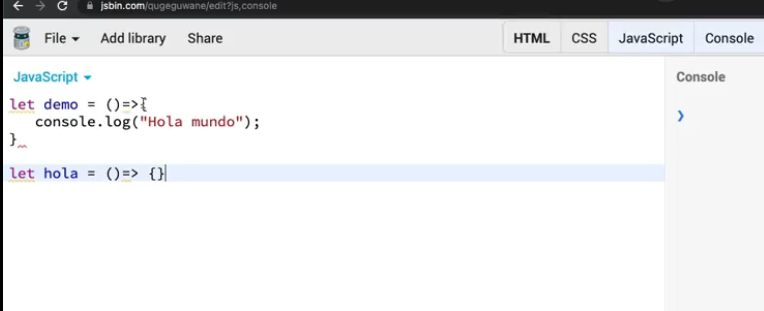 jsbin.com/qugeguwane/edit?js,console
File Add library Share HTML CSS JavaScript Console
JavaScript Console
let demo = ()=>{
console.log("Hola mundo");
}
let hola = ()=> {}